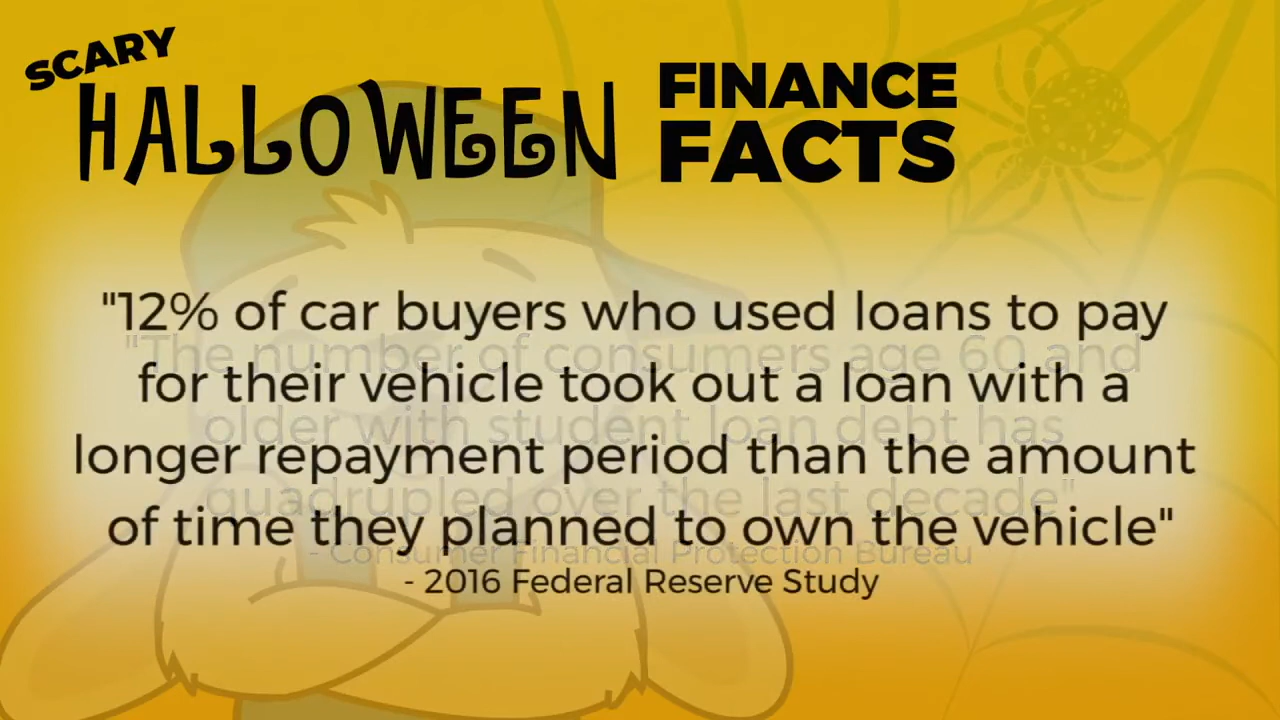 SCARY
HALLOWEEN
FINANCE
FACTS
"12% of car buyers who used loans to pay
for their vehicle took out a loan with a
longer repayment period than the amount
of time they planned to own the vehicle"
- 2016 Federal Reserve Study
"The number of consumers age 60 and
older with student loan debt has
quadrupled over the last decade"
- Consumer Financial Protection Bureau